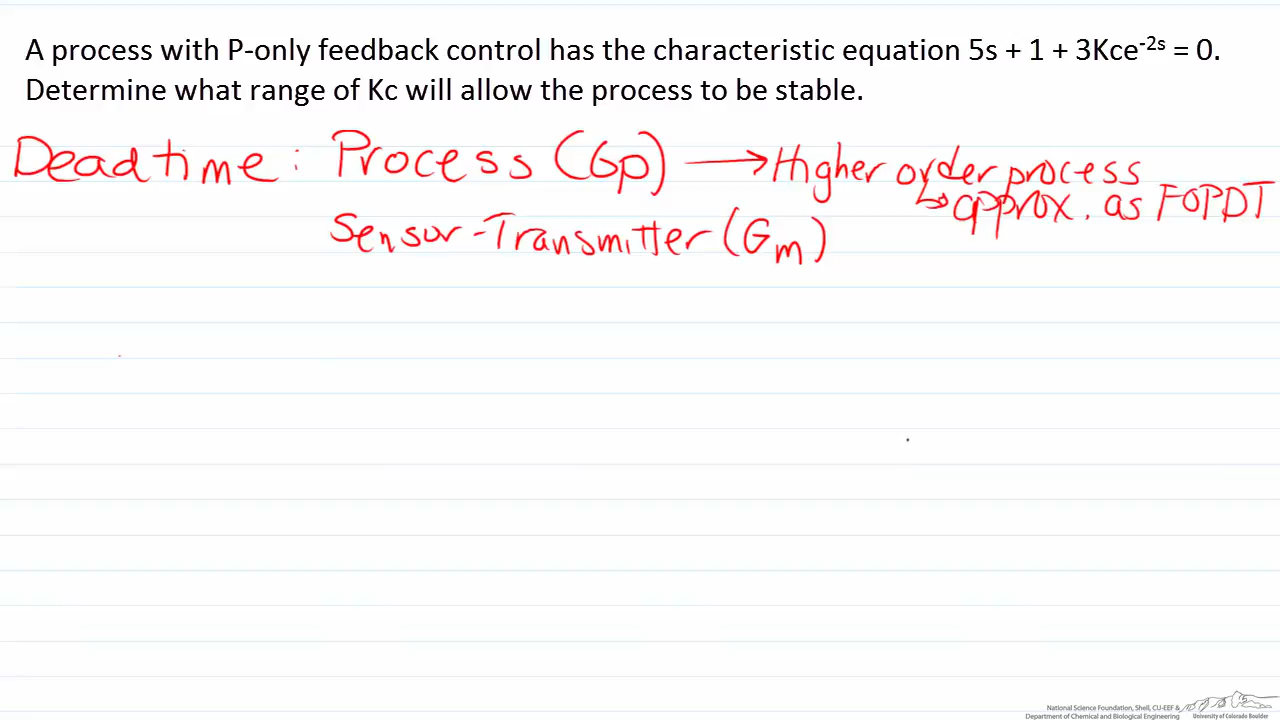 A process with P-only feedback control has the characteristic equation 5s + 1 + 3Kce-2s = 0.
Determine what range of Kc will allow the process to be stable.
Deadtime: Process (Gp) → Higher order process
↳ approx. as FOPDT
Sensor-Transmitter (Gm)
National Science Foundation, Shell, CU-EEF &
Department of Chemical and Biological Engineering
University of Colorado Boulder